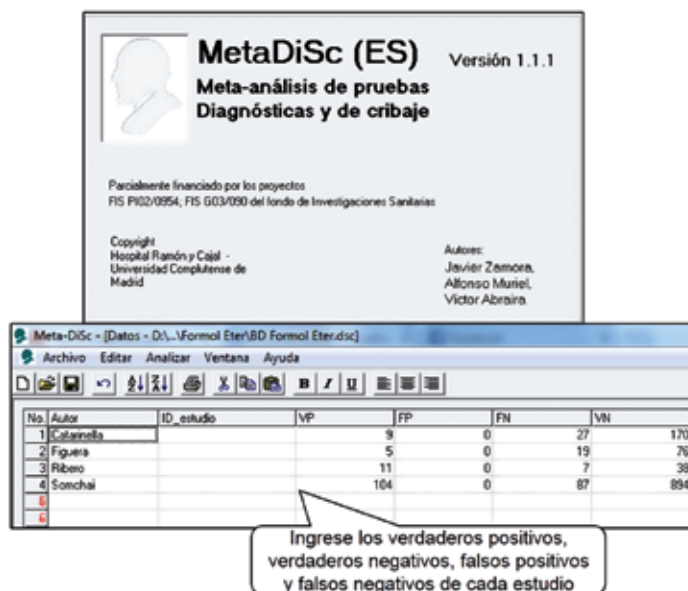 MetaDiSc (ES) Versión 1.1.1
Meta-análisis de pruebas
Diagnósticas y de cribaje
Parcialmente financiado por los proyectos
FIS PI02/0954; FIS G03/090 del fondo de Investigaciones Sanitarias
Copyright
Hospital Ramón y Cajal -
Universidad Complutense de
Madrid
Autores:
Javier Zamora,
Alfonso Muriel,
Victor Abraira
Meta-DiSc - [Datos - D:\...\Formol Eter\BD Formol Eter.dsc]
Archivo Editar Analizar Ventana Ayuda
B I U
No. Autor ID_estudio VP FP FN VN
1 Catarinella 9 0 27 170
2 Figuera 5 0 19 76
3 Ribero 11 0 7 38
4 Somchai 104 0 87 894
5
6
Ingrese los verdaderos positivos,
verdaderos negativos, falsos positivos
y falsos negativos de cada estudio